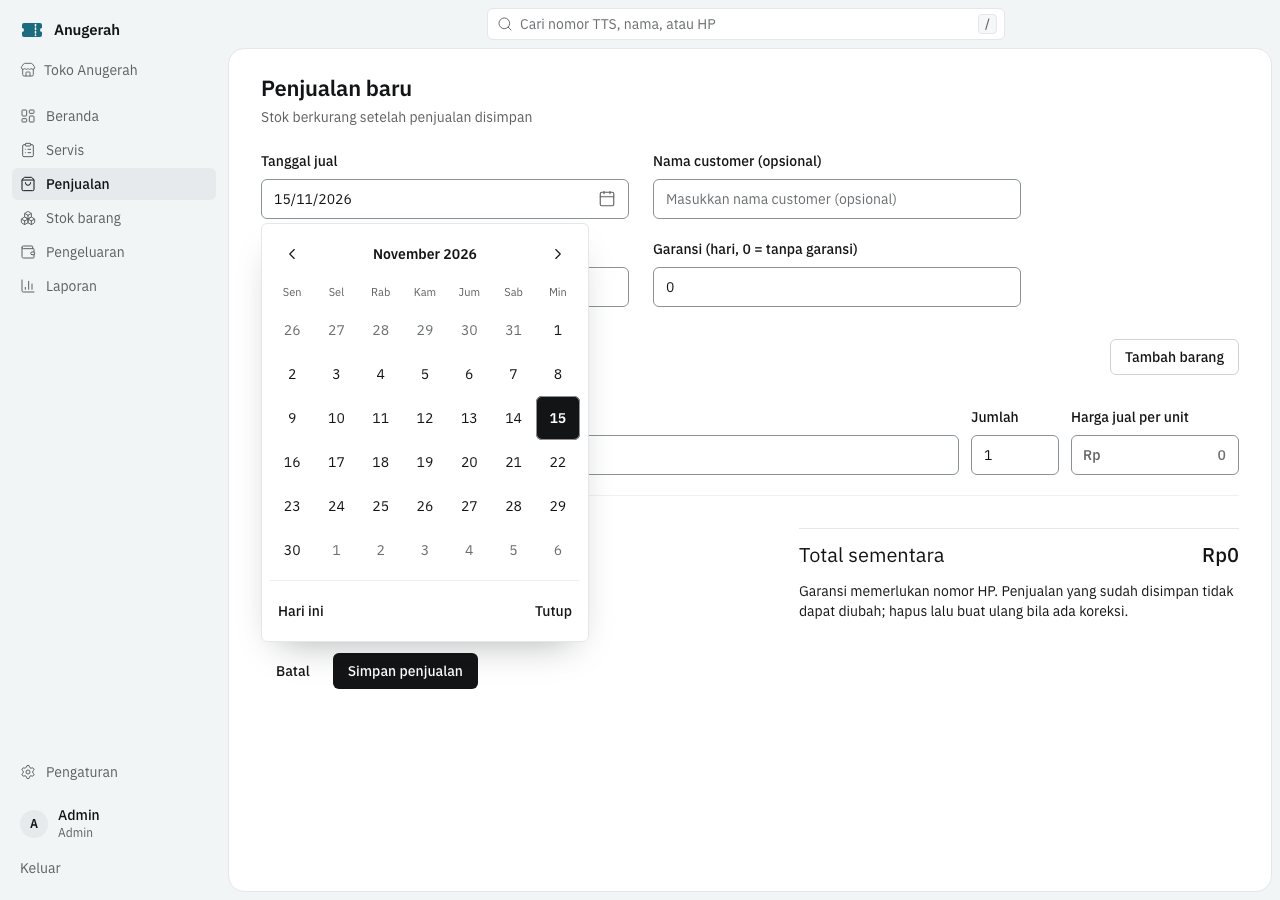 Anugerah
Cari nomor TTS, nama, atau HP
/
Toko Anugerah
Beranda
Servis
Penjualan
Stok barang
Pengeluaran
Laporan
Pengaturan
A
Admin
Admin
Keluar
Penjualan baru
Stok berkurang setelah penjualan disimpan
Tanggal jual
15/11/2026
Nama customer (opsional)
Masukkan nama customer (opsional)
Garansi (hari, 0 = tanpa garansi)
0
November 2026
Sen Sel Rab Kam Jum Sab Min
26 27 28 29 30 31 1
2 3 4 5 6 7 8
9 10 11 12 13 14 15
16 17 18 19 20 21 22
23 24 25 26 27 28 29
30 1 2 3 4 5 6
Hari ini
Tutup
Tambah barang
Jumlah
1
Harga jual per unit
Rp 0
Total sementara Rp0
Garansi memerlukan nomor HP. Penjualan yang sudah disimpan tidak
dapat diubah; hapus lalu buat ulang bila ada koreksi.
Batal
Simpan penjualan